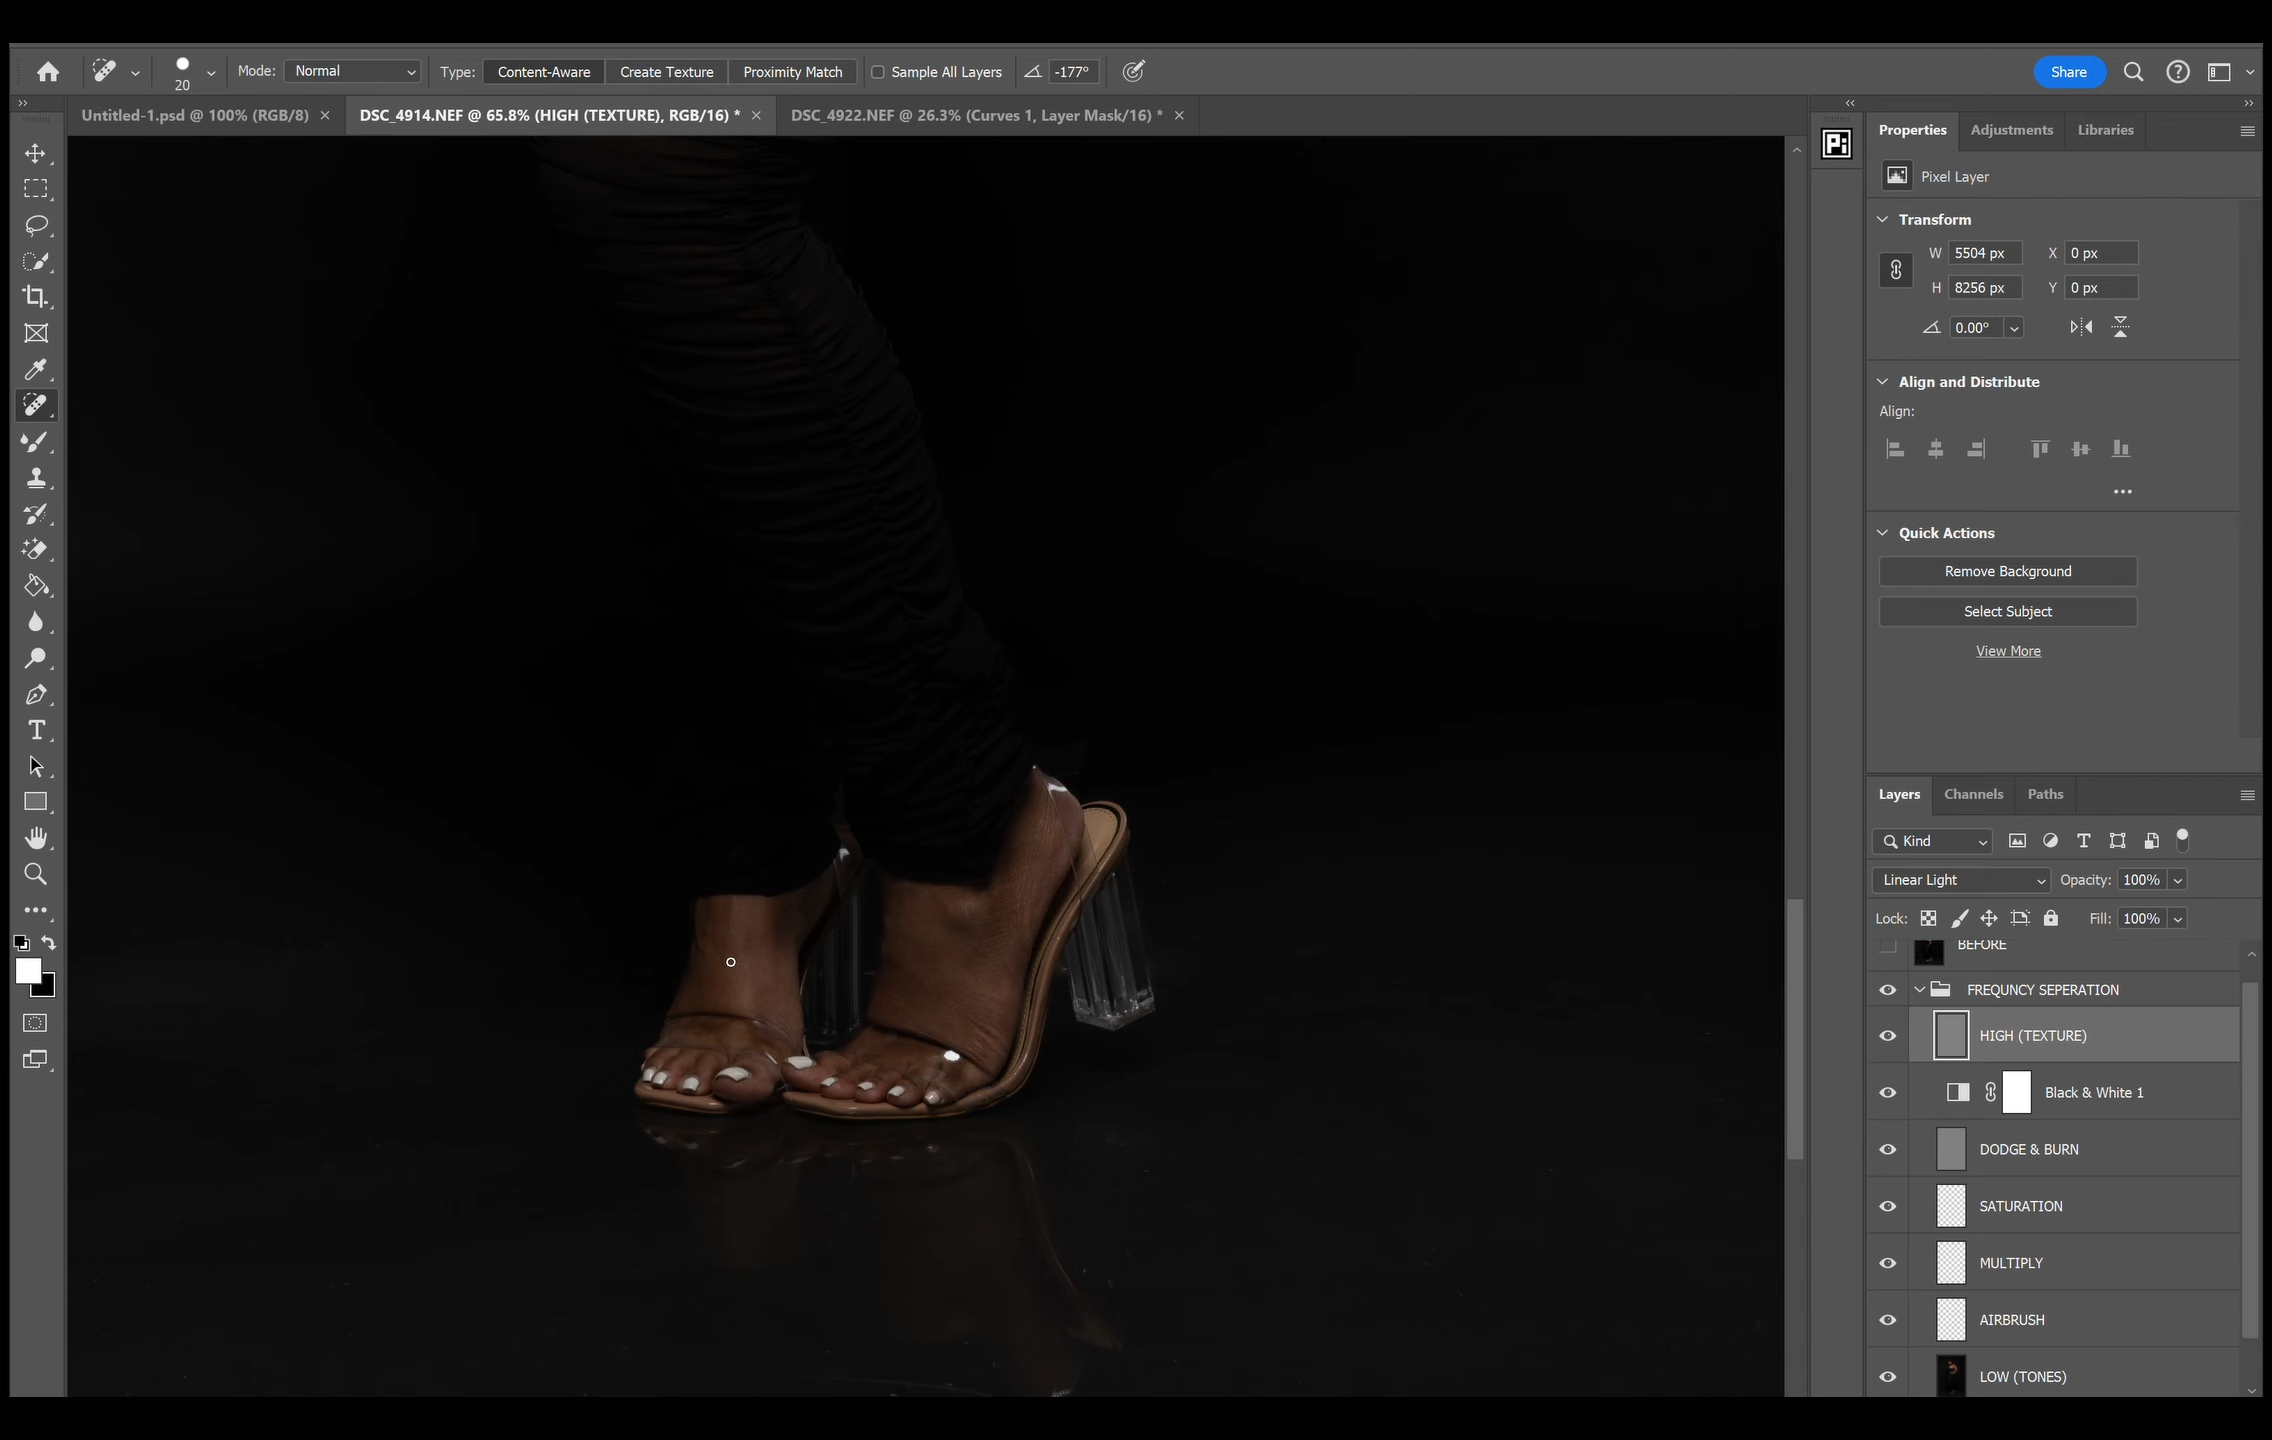 20
Mode: Normal
Type: Content-Aware Create Texture Proximity Match
Sample All Layers
-177°
Share
Untitled-1.psd @ 100% (RGB/8) ×
DSC_4914.NEF @ 65.8% (HIGH (TEXTURE), RGB/16) * ×
DSC_4922.NEF @ 26.3% (Curves 1, Layer Mask/16) * ×
Pi
Properties Adjustments Libraries
Pixel Layer
Transform
W 5504 px X 0 px
H 8256 px Y 0 px
0.00°
Align and Distribute
Align:
Quick Actions
Remove Background
Select Subject
View More
Layers Channels Paths
Kind
Linear Light Opacity: 100%
Lock: Fill: 100%
BEFORE
FREQUNCY SEPERATION
HIGH (TEXTURE)
Black & White 1
DODGE & BURN
SATURATION
MULTIPLY
AIRBRUSH
LOW (TONES)